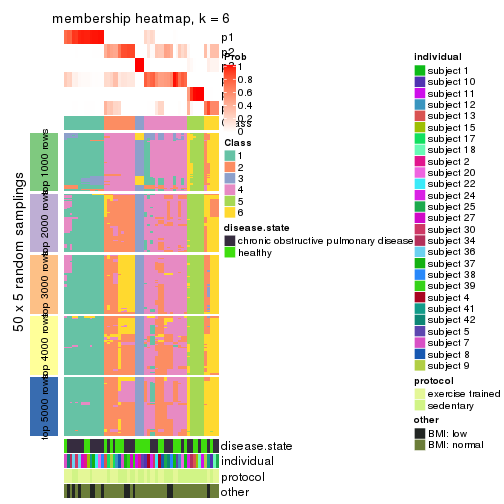 membership heatmap, k = 6
p1
p2
p4
Prob
1
0.8
0.6
0.4
0.2
0
Class
1
2
3
4
5
6
disease.state
chronic obstructive pulmonary disease
healthy
50 x 5 random samplings
top 1000 rows
top 2000 rows
top 3000 rows
top 4000 rows
top 5000 rows
disease.state
individual
protocol
other
individual
subject 1
subject 10
subject 11
subject 12
subject 13
subject 15
subject 17
subject 18
subject 2
subject 20
subject 22
subject 24
subject 25
subject 27
subject 30
subject 34
subject 36
subject 37
subject 38
subject 39
subject 4
subject 41
subject 42
subject 5
subject 7
subject 8
subject 9
protocol
exercise trained
sedentary
other
BMI: low
BMI: normal